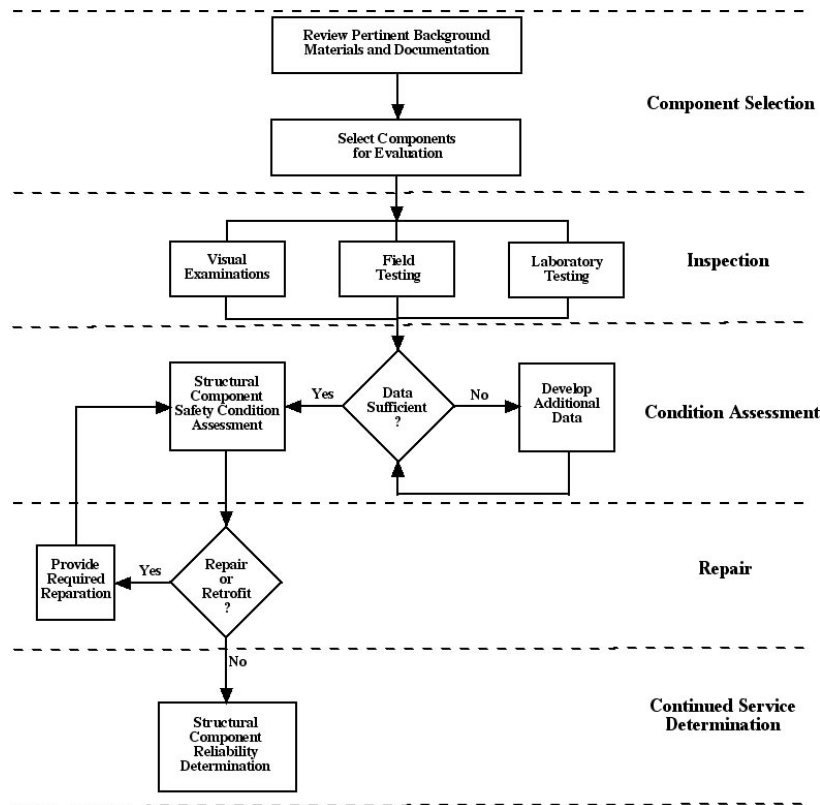 Review Pertinent Background
Materials and Documentation
Component Selection
Select Components
for Evaluation
Visual
Examinations
Field
Testing
Laboratory
Testing
Inspection
Structural
Component
Safety Condition
Assessment
Yes
Data
Sufficient
?
No
Develop
Additional
Data
Condition Assessment
Provide
Required
Reparation
Yes
Repair
or
Retrofit
?
Repair
No
Structural
Component
Reliability
Determination
Continued Service
Determination